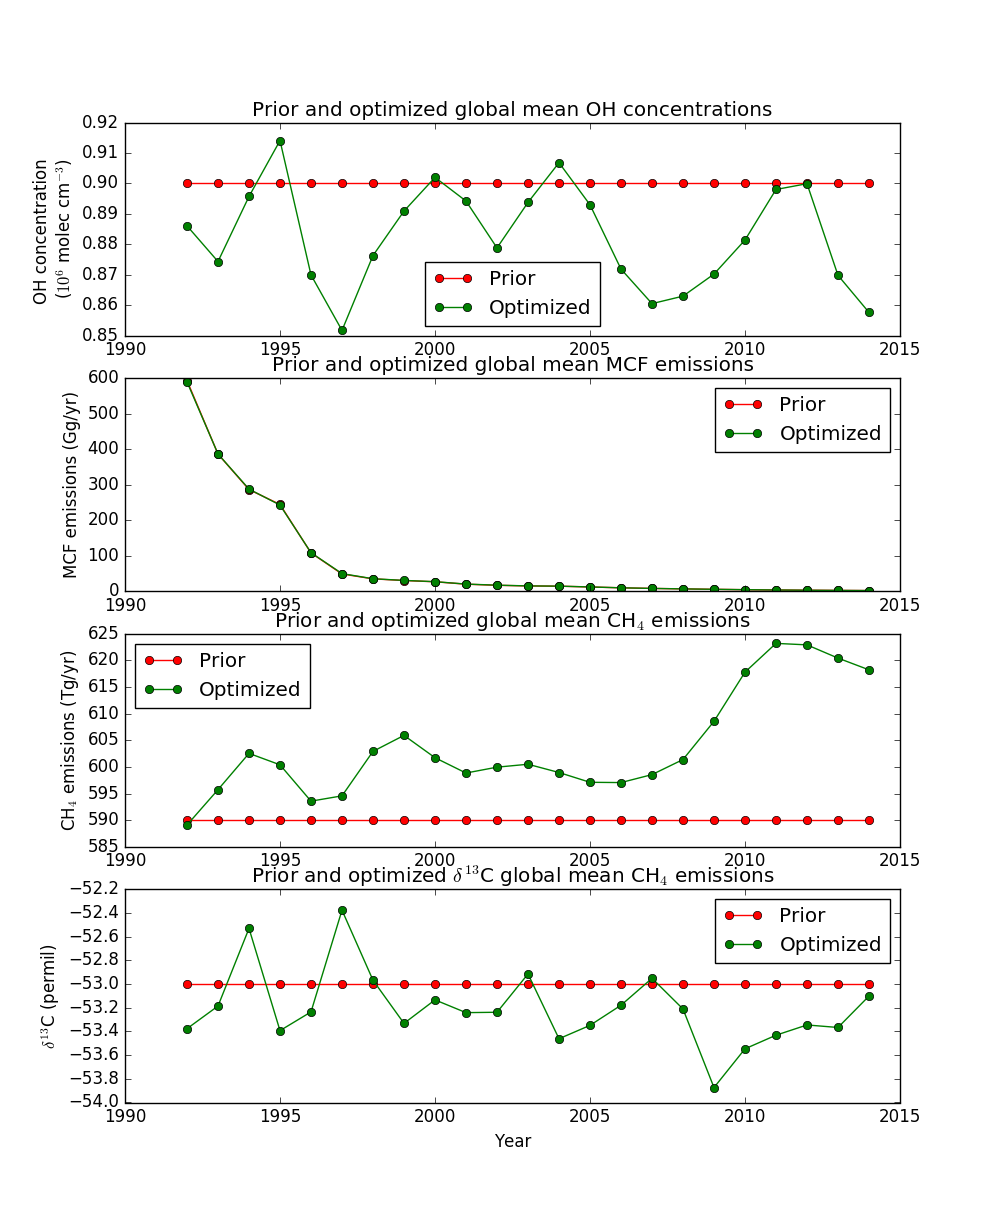 Prior and optimized global mean OH concentrations
OH concentration
(10⁶ molec cm⁻³)
0.92
0.91
0.90
0.89
0.88
0.87
0.86
0.85
Prior
Optimized
1990 1995 2000 2005 2010 2015
Prior and optimized global mean MCF emissions
MCF emissions (Gg/yr)
600
500
400
300
200
100
0
Prior
Optimized
1990 1995 2000 2005 2010 2015
Prior and optimized global mean CH₄ emissions
CH₄ emissions (Tg/yr)
625
620
615
610
605
600
595
590
585
Prior
Optimized
1990 1995 2000 2005 2010 2015
Prior and optimized δ¹³C global mean CH₄ emissions
δ¹³C (permil)
−52.2
−52.4
−52.6
−52.8
−53.0
−53.2
−53.4
−53.6
−53.8
−54.0
Prior
Optimized
1990 1995 2000 2005 2010 2015
Year